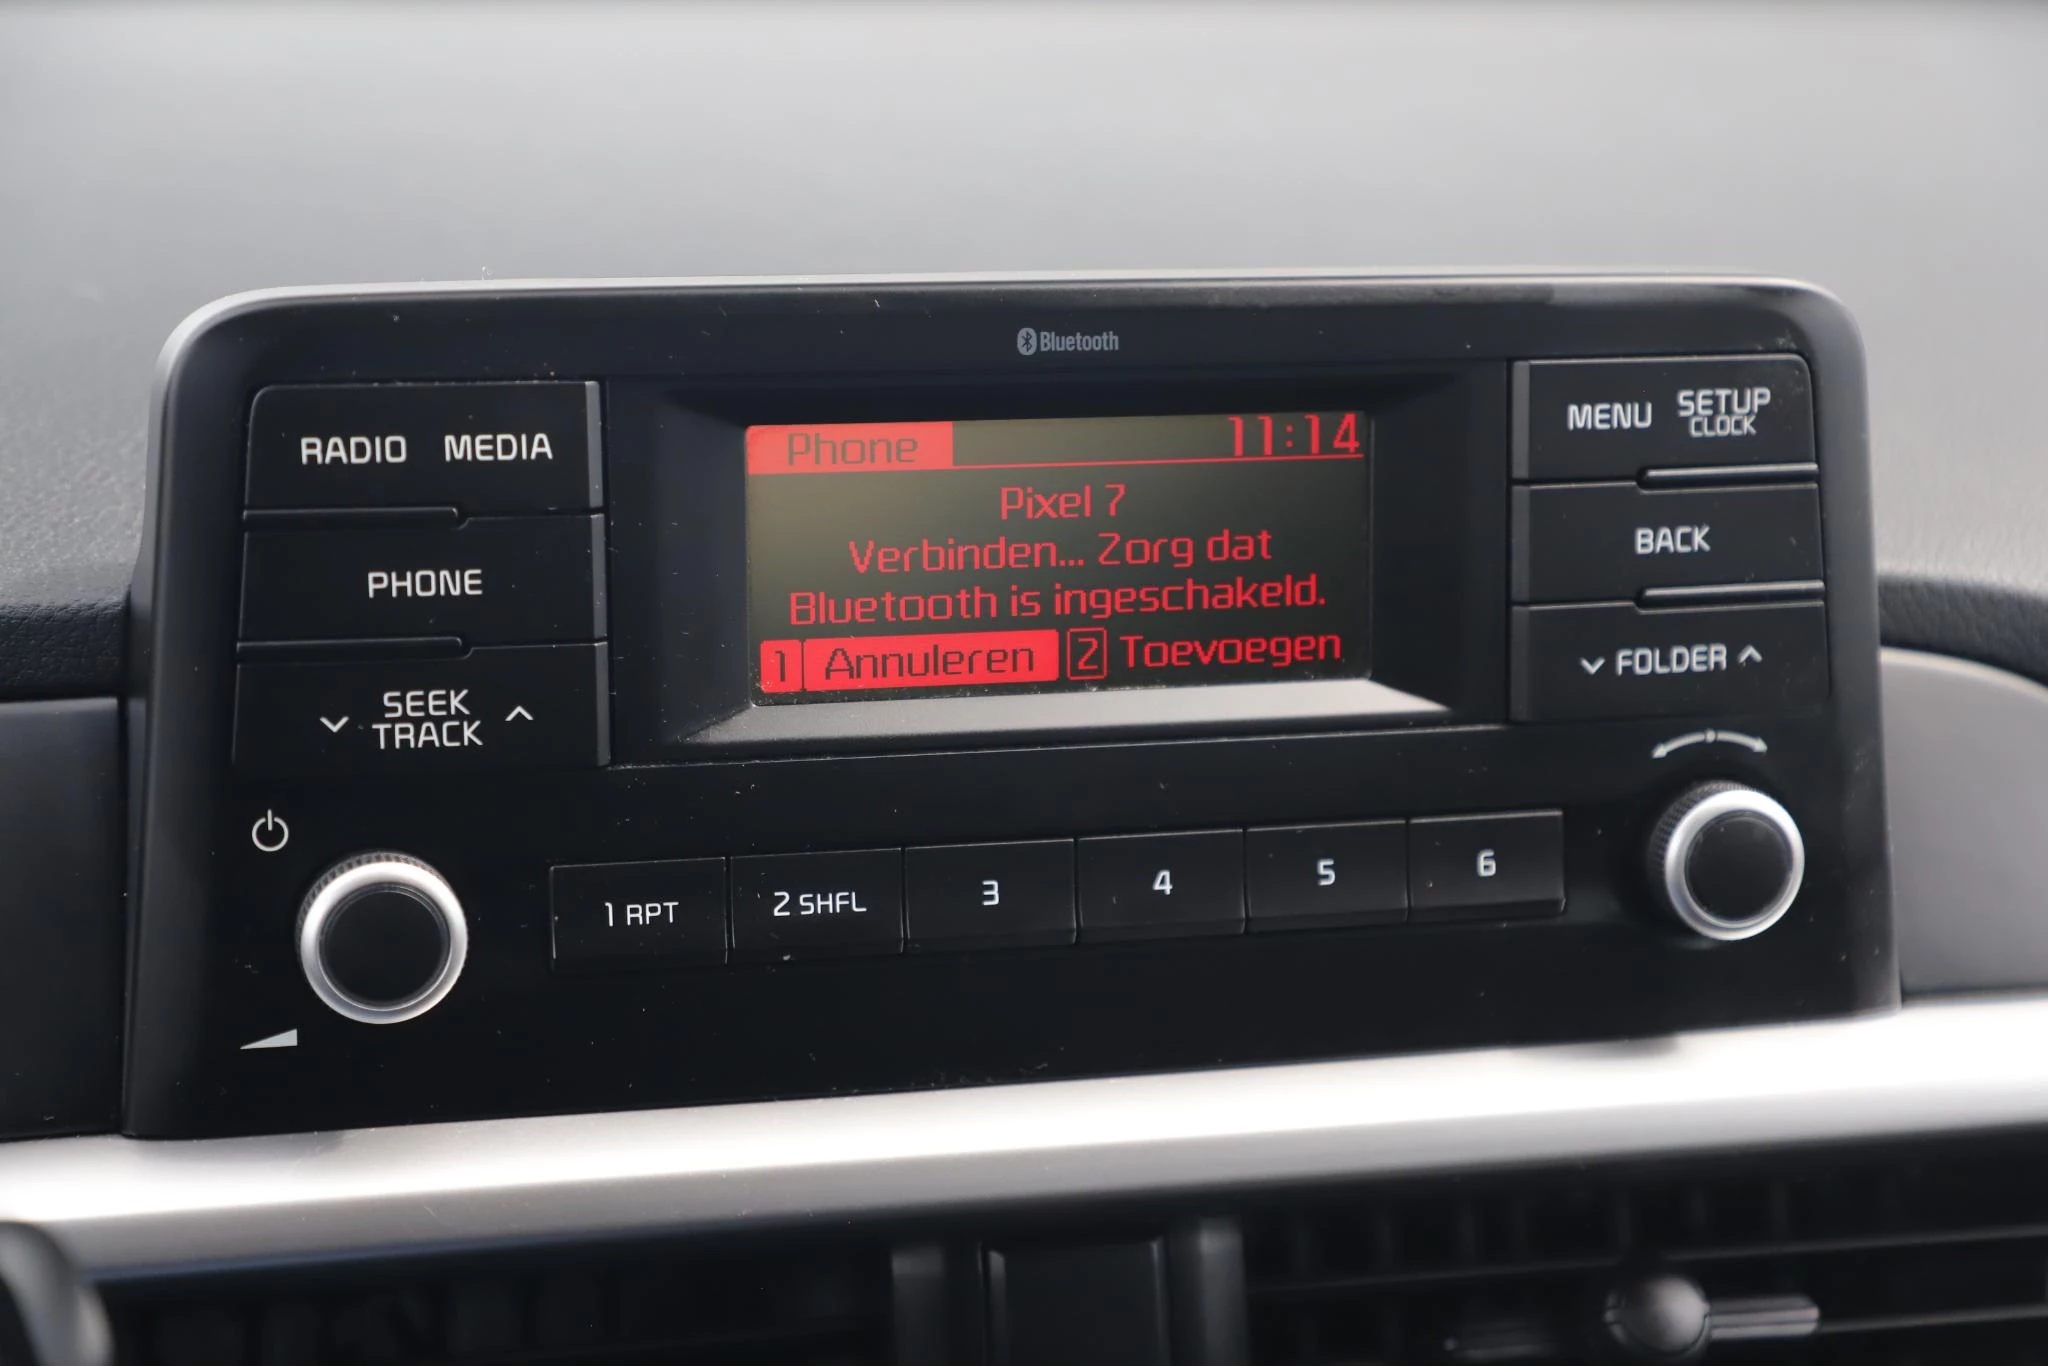 Bluetooth
RADIO MEDIA
PHONE
SEEK
TRACK
Phone 11:14
Pixel 7
Verbinden... Zorg dat
Bluetooth is ingeschakeld.
1 Annuleren 2 Toevoegen
MENU SETUP
CLOCK
BACK
FOLDER
1 RPT 2 SHFL 3 4 5 6